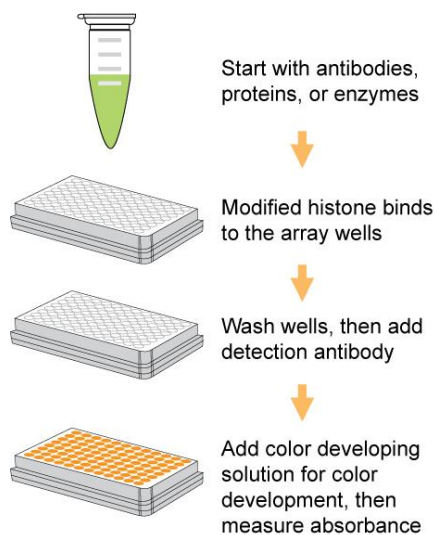 Start with antibodies,
proteins, or enzymes
Modified histone binds
to the array wells
Wash wells, then add
detection antibody
Add color developing
solution for color
development, then
measure absorbance